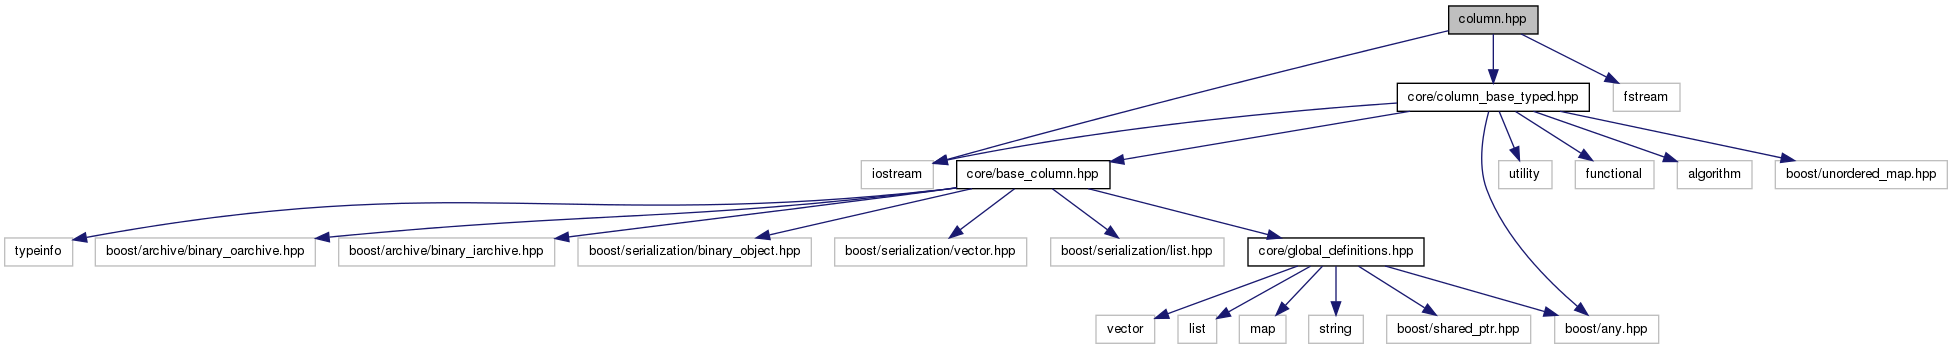 column.hpp
core/column_base_typed.hpp
fstream
iostream
core/base_column.hpp
utility
functional
algorithm
boost/unordered_map.hpp
typeinfo
boost/archive/binary_oarchive.hpp
boost/archive/binary_iarchive.hpp
boost/serialization/binary_object.hpp
boost/serialization/vector.hpp
boost/serialization/list.hpp
core/global_definitions.hpp
vector
list
map
string
boost/shared_ptr.hpp
boost/any.hpp